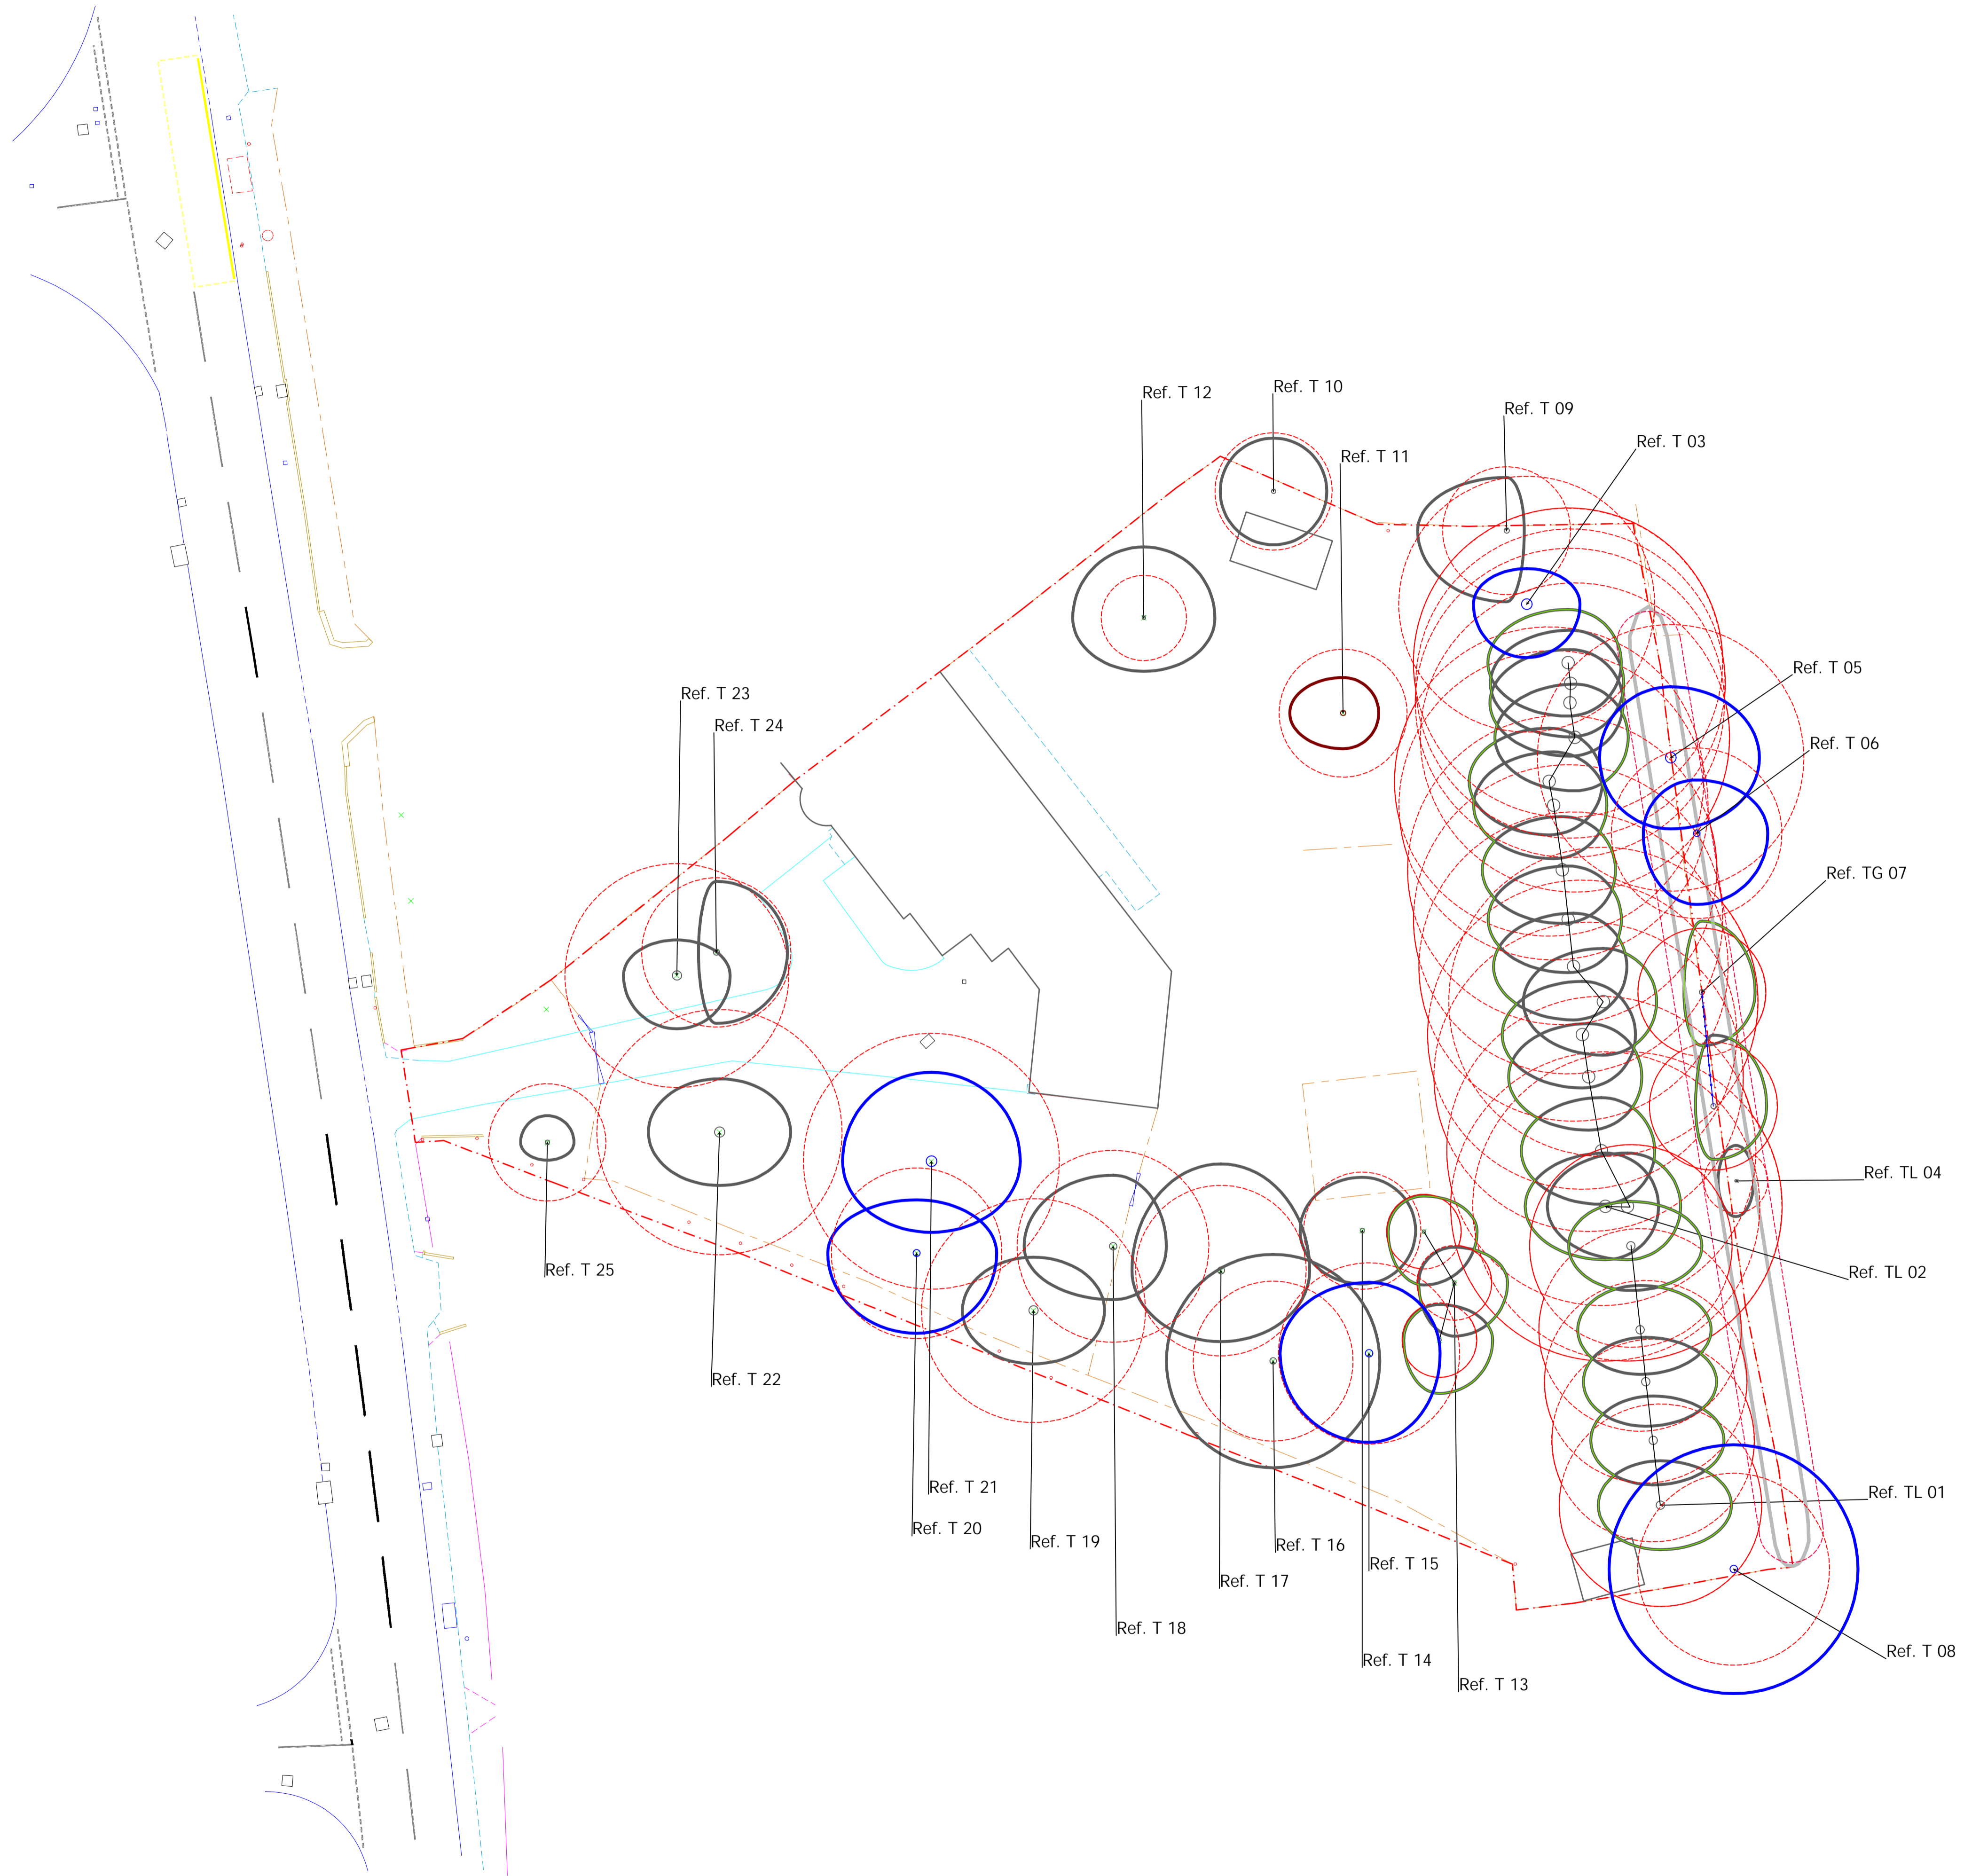 Ref. T 10
Ref. T 12
Ref. T 09
Ref. T 03
Ref. T 11
Ref. T 05
Ref. T 23
Ref. T 24
Ref. T 06
Ref. TG 07
Ref. TL 04
Ref. T 25
Ref. TL 02
Ref. T 22
Ref. T 21
Ref. TL 01
Ref. T 20
Ref. T 19
Ref. T 16
Ref. T 15
Ref. T 17
Ref. T 18
Ref. T 08
Ref. T 14
Ref. T 13